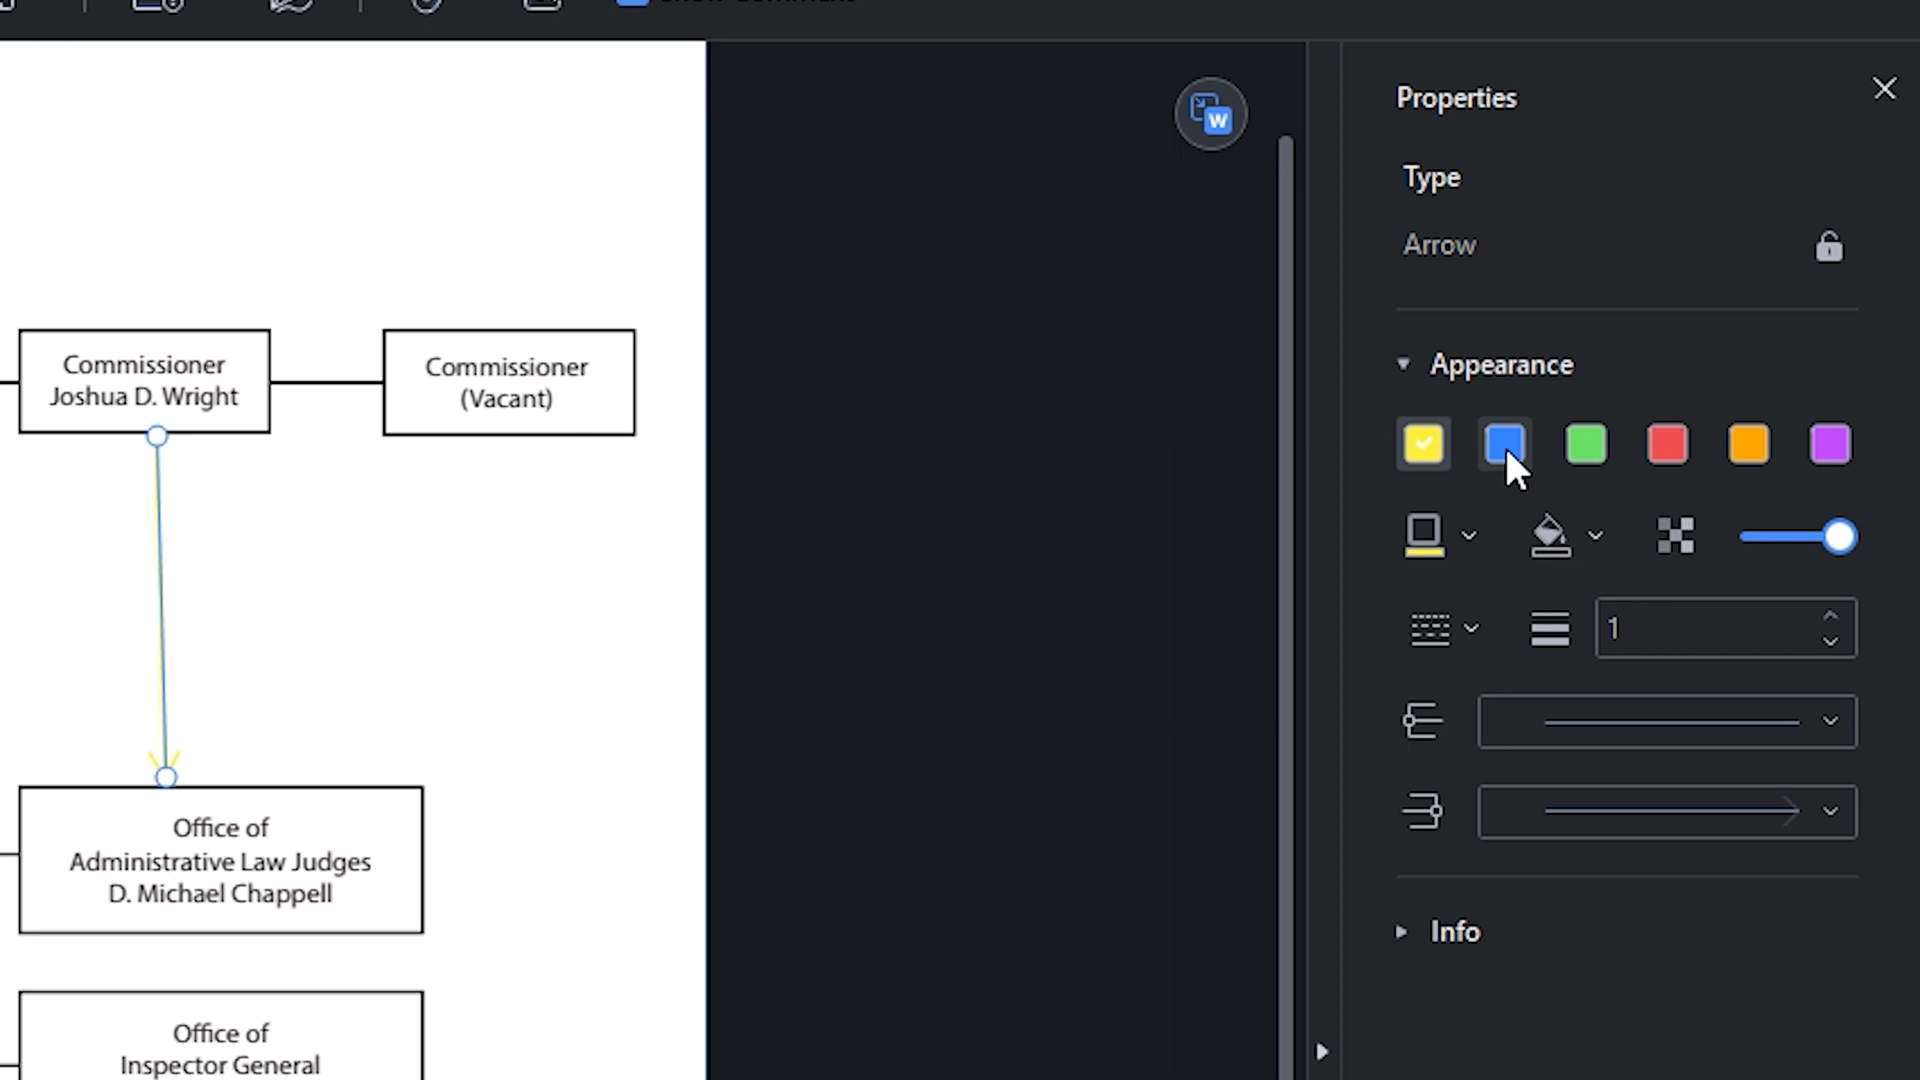 Properties
Type
Arrow
Appearance
1
Info
W
Commissioner
Joshua D. Wright
Commissioner
(Vacant)
Office of
Administrative Law Judges
D. Michael Chappell
Office of
Inspector General